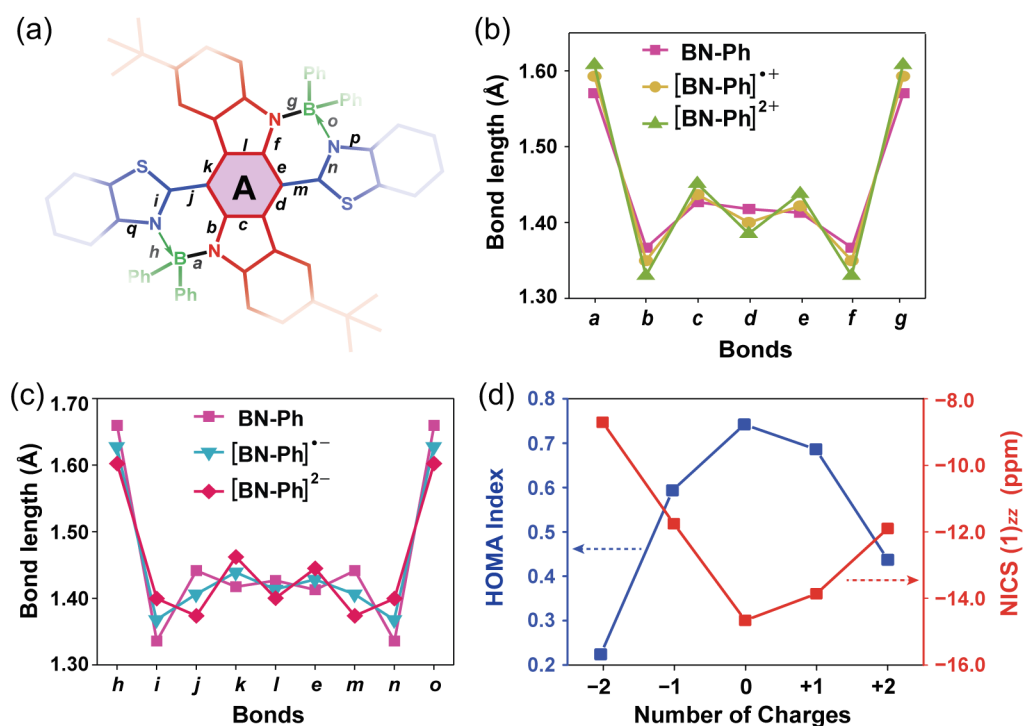 (a)
Ph
Ph
g
B
N
o
f
N
p
l
n
k
e
S
A
j
m
i
d
S
b
c
N
q
h
B
a
N
Ph
Ph
(b)
Bond length (Å)
1.60
1.50
1.40
1.30
BN-Ph
[BN-Ph]•+
[BN-Ph]2+
a b c d e f g
Bonds
(c)
Bond length (Å)
1.70
1.60
1.50
1.40
1.30
BN-Ph
[BN-Ph]•−
[BN-Ph]2−
h i j k l e m n o
Bonds
(d)
HOMA Index
0.8
0.7
0.6
0.5
0.4
0.3
0.2
−2 −1 0 +1 +2
Number of Charges
−8.0
−10.0
−12.0
−14.0
−16.0
NICS (1)zz (ppm)